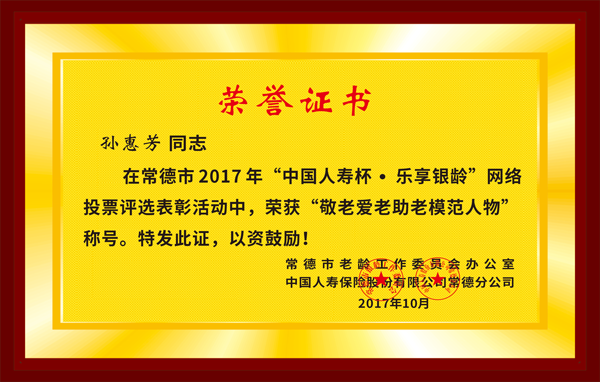 荣誉证书
孙惠芳 同志
在常德市2017年“中国人寿杯•乐享银龄”网络
投票评选表彰活动中，荣获“敬老爱老助老模范人物”
称号。特发此证，以资鼓励！
常德市老龄工作委员会办公室
中国人寿保险股份有限公司常德分公司
2017年10月